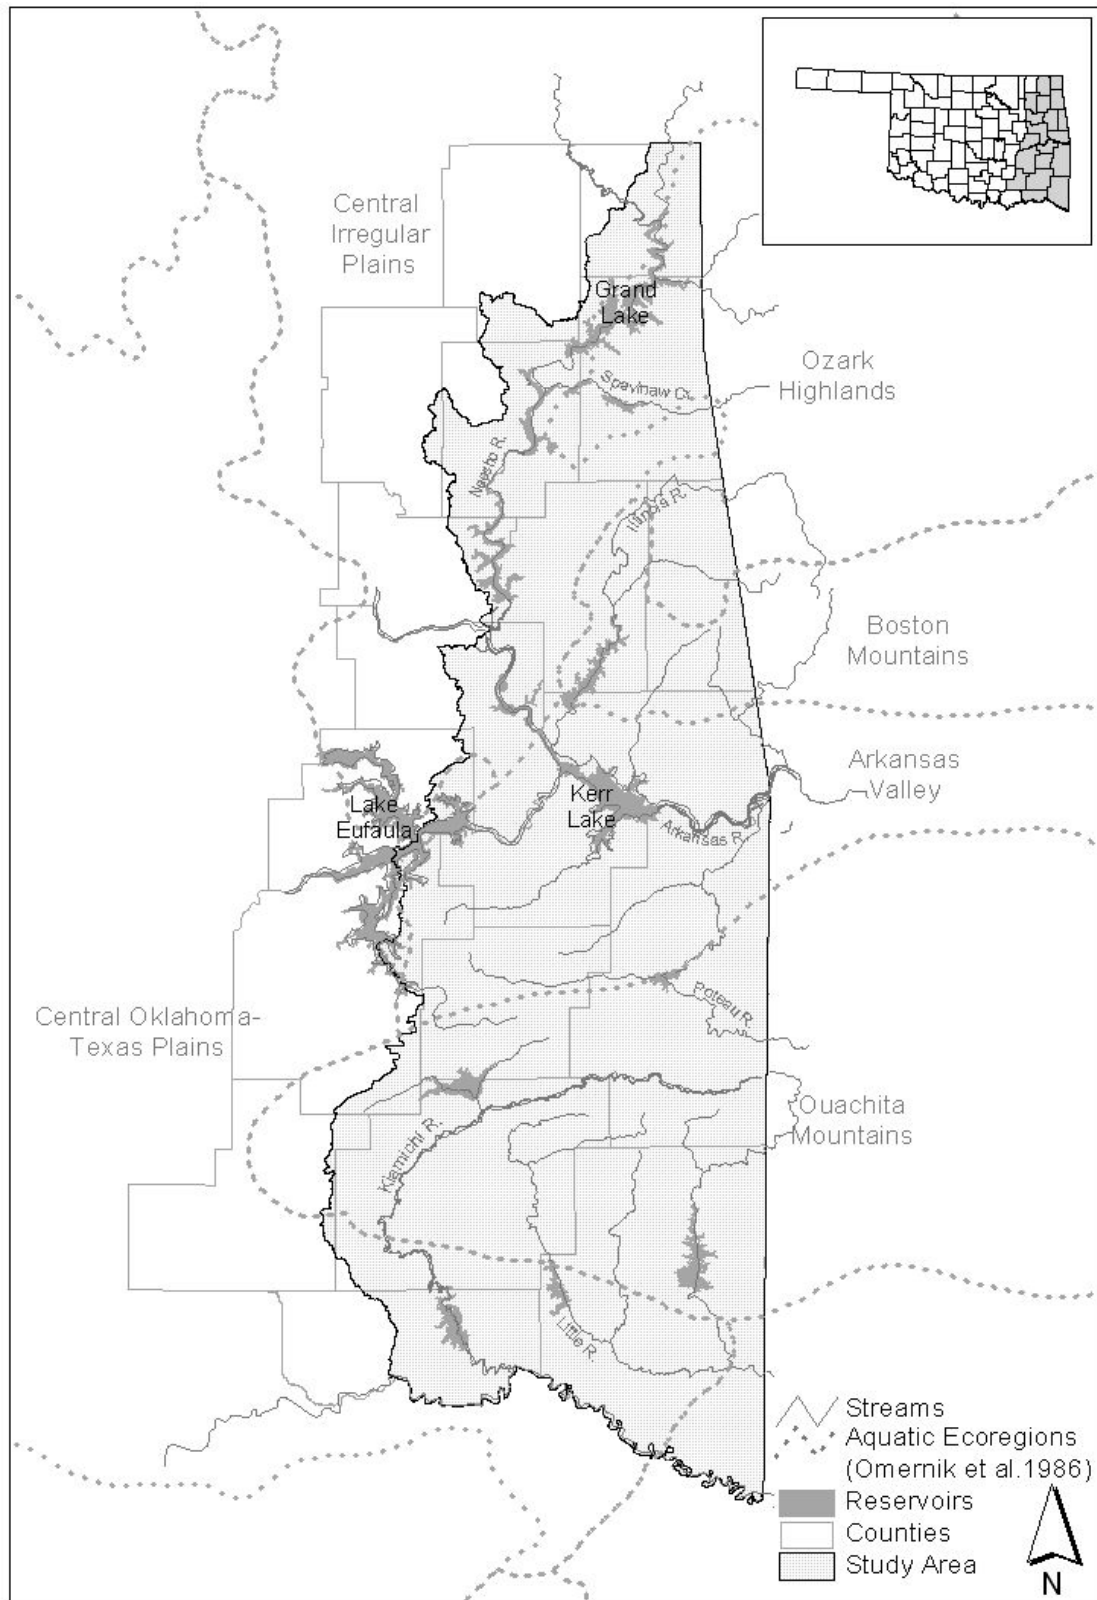 Central
Irregular
Plains
Grand
Lake
Spavinaw Cr.
Ozark
Highlands
Neosho R.
Illinois R.
Boston
Mountains
Lake
Eufaula
Kerr
Lake
Arkansas R.
Arkansas
Valley
Central Oklahoma-
Texas Plains
Poteau R.
Kiamichi R.
Ouachita
Mountains
Little R.
Streams
Aquatic Ecoregions
(Omernik et al.1986)
Reservoirs
Counties
Study Area
N